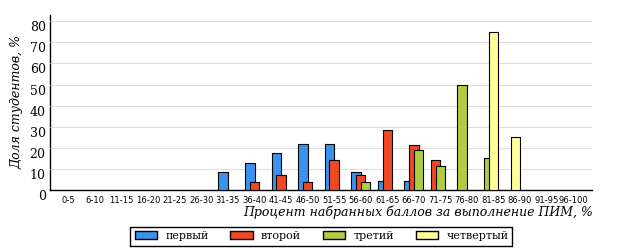 Доля студентов, %
80
70
60
50
40
30
20
10
0
0-5 6-10 11-15 16-20 21-25 26-30 31-35 36-40 41-45 46-50 51-55 56-60 61-65 66-70 71-75 76-80 81-85 86-90 91-95 96-100
Процент набранных баллов за выполнение ПИМ, %
первый второй третий четвертый